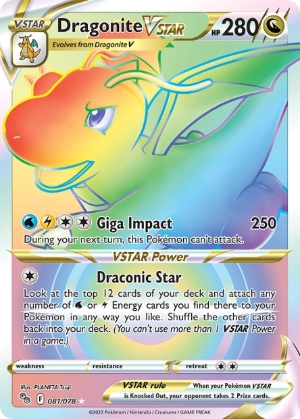 VSTAR Dragonite VSTAR HP 280
Evolves from Dragonite V
Giga Impact 250
During your next turn, this Pokémon can't attack.
VSTAR Power
Draconic Star
Look at the top 12 cards of your deck and attach any
number of or Energy cards you find there to your
Pokémon in any way you like. Shuffle the other cards
back into your deck. (You can't use more than 1 VSTAR
Power in a game.)
weakness resistance retreat
Illus. PLANETA Tsuji
VSTAR rule When your Pokémon VSTAR
is Knocked Out, your opponent takes 2 Prize cards.
081/078
©2022 Pokémon / Nintendo / Creatures / GAME FREAK